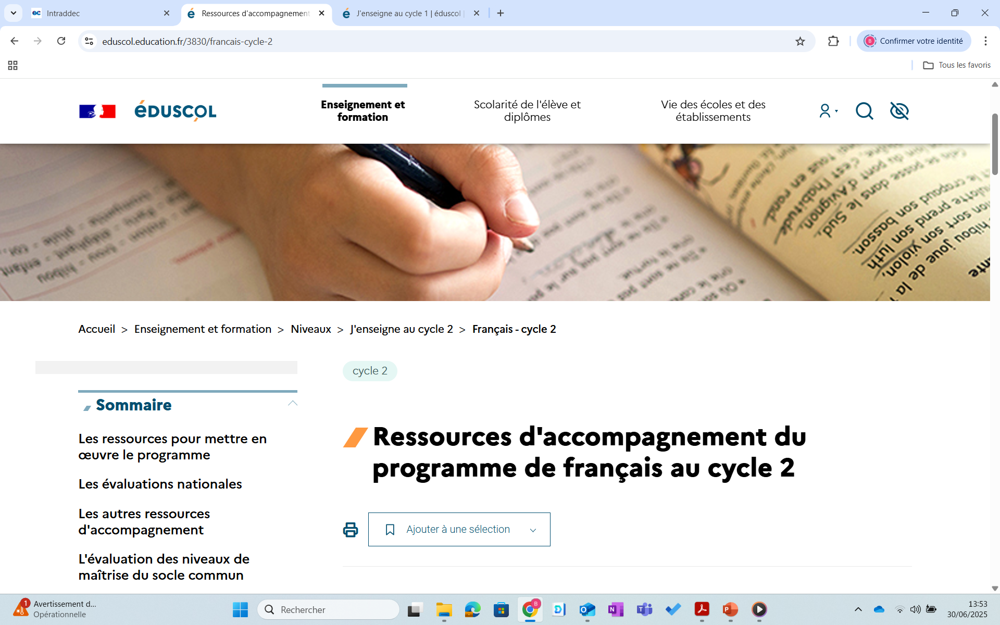 Intraddec
Ressources d'accompagnement
J'enseigne au cycle 1 | éduscol |
eduscol.education.fr/3830/francais-cycle-2
B
Confirmer votre identité
Tous les favoris
éDUSCOL
Enseignement et
formation
Scolarité de l'élève et
diplômes
Vie des écoles et des
établissements
Accueil > Enseignement et formation > Niveaux > J'enseigne au cycle 2 > Français - cycle 2
cycle 2
Sommaire
Les ressources pour mettre en
œuvre le programme
Les évaluations nationales
Les autres ressources
d'accompagnement
L'évaluation des niveaux de
maîtrise du socle commun
Ressources d'accompagnement du
programme de français au cycle 2
Ajouter à une sélection
1
Avertissement d...
Opérationnelle
Rechercher
13:53
30/06/2025